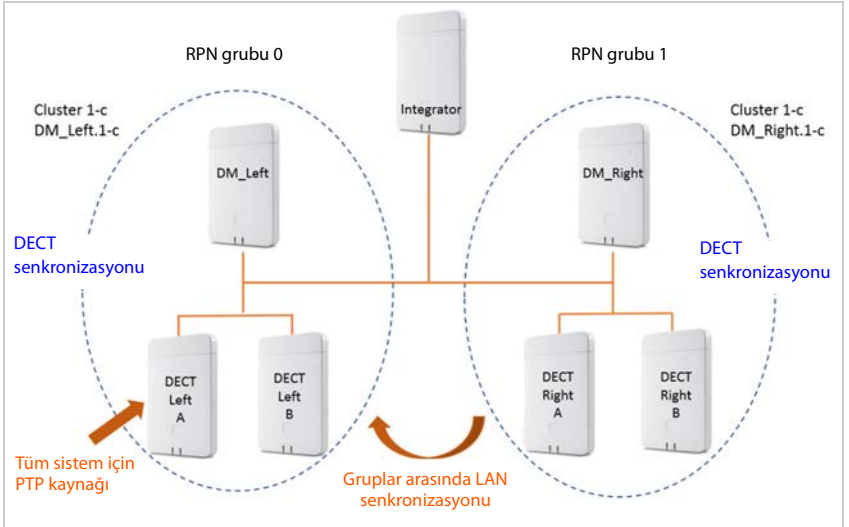 RPN grubu 0
RPN grubu 1
Integrator
Cluster 1-c
DM_Left.1-c
Cluster 1-c
DM_Right.1-c
DM_Left
DM_Right
DECT
senkronizasyonu
DECT
senkronizasyonu
DECT
Left
A
DECT
Left
B
DECT
Right
A
DECT
Right
B
Tüm sistem için
PTP kaynağı
Gruplar arasında LAN
senkronizasyonu